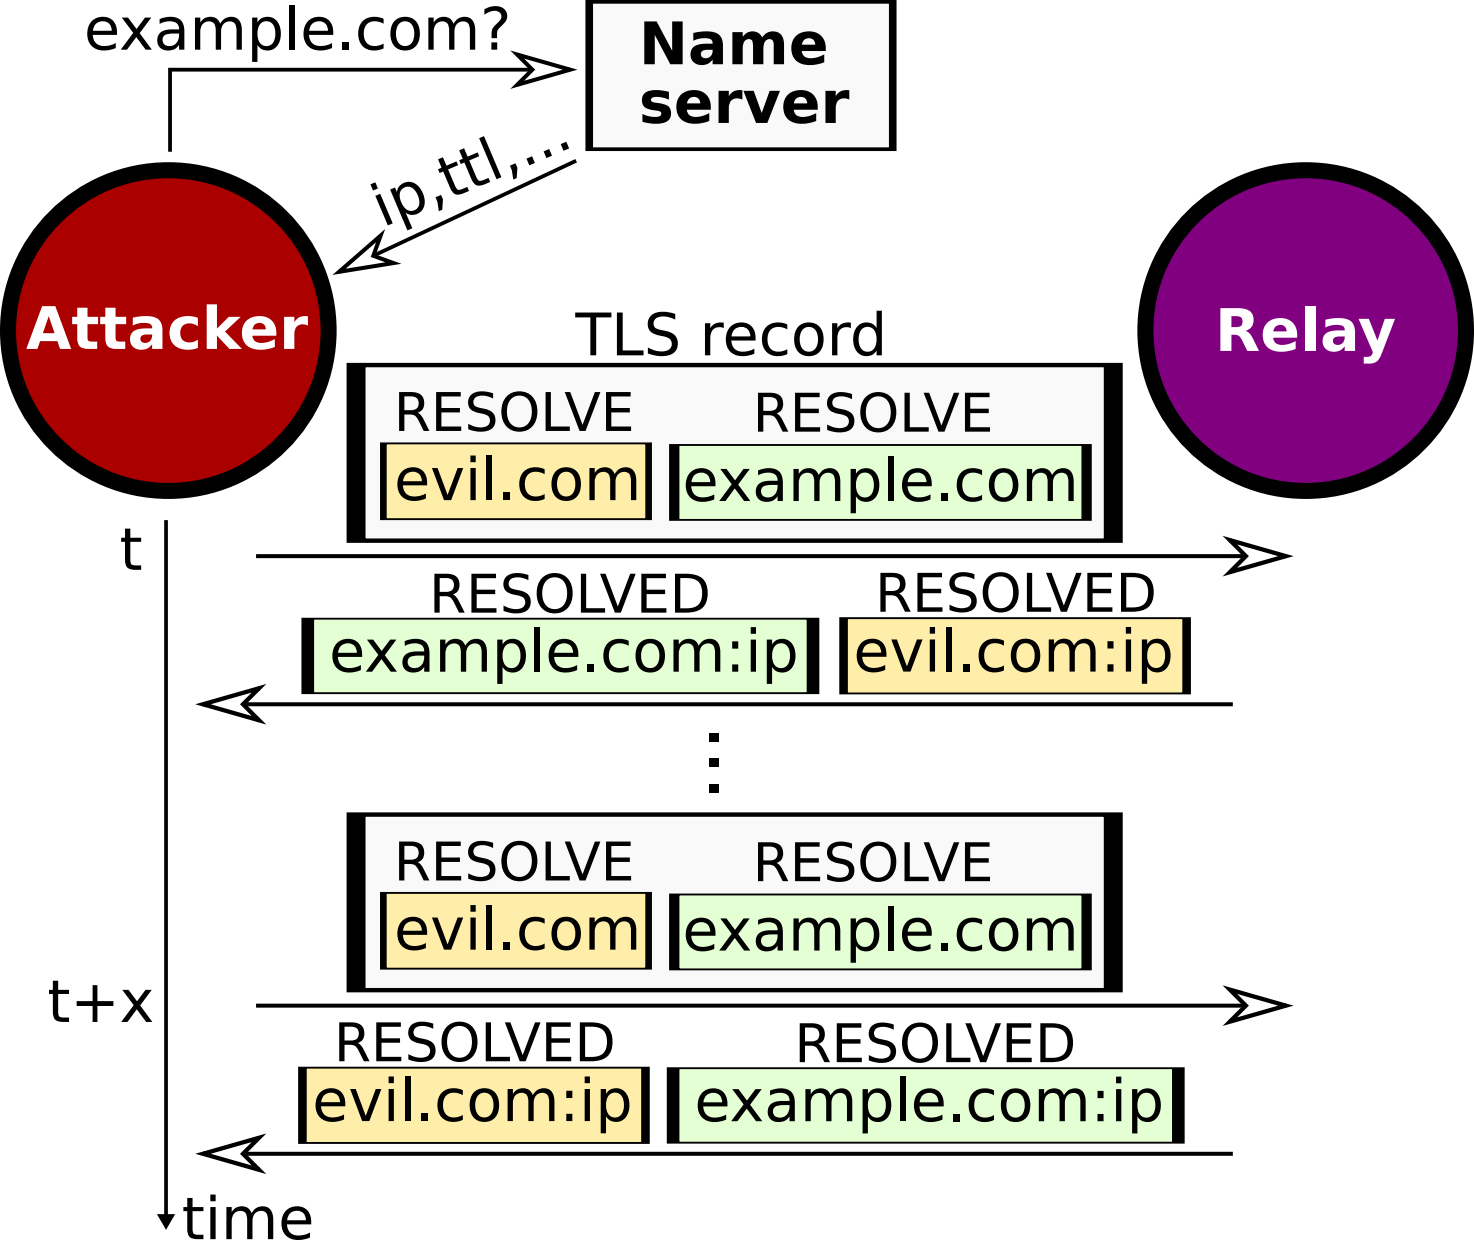 example.com?
Name
server
ip,ttl,...
Attacker
Relay
TLS record
RESOLVE RESOLVE
evil.com example.com
t
RESOLVED RESOLVED
example.com:ip evil.com:ip
RESOLVE RESOLVE
evil.com example.com
t+x
RESOLVED RESOLVED
evil.com:ip example.com:ip
time